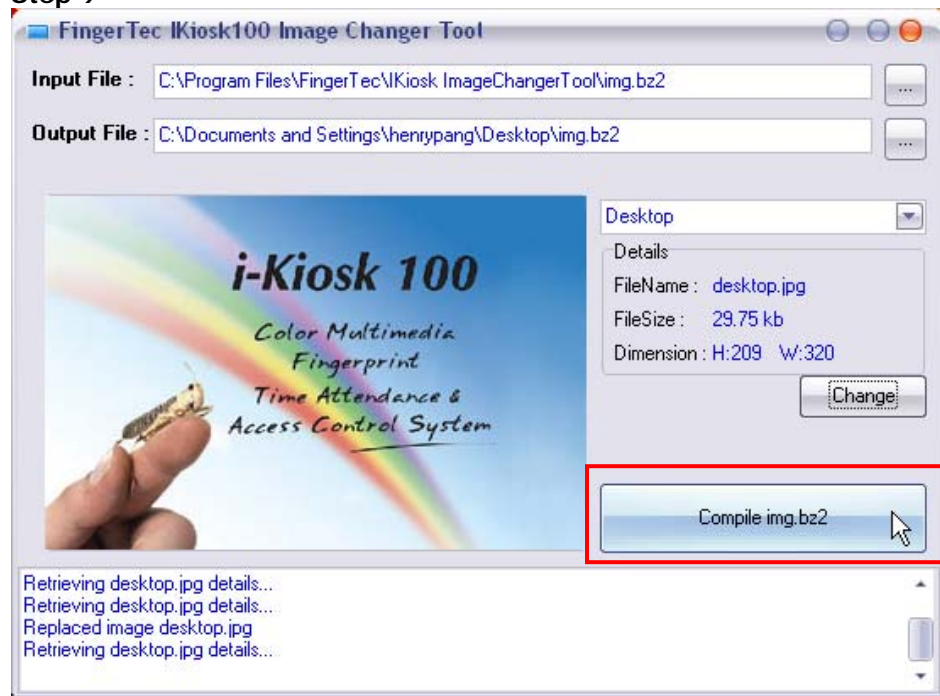 FingerTec IKiosk100 Image Changer Tool
Input File : C:\Program Files\FingerTec\IKiosk ImageChangerTool\img.bz2 ...
Output File : C:\Documents and Settings\henrypang\Desktop\img.bz2 ...
i-Kiosk 100
Color Multimedia
Fingerprint
Time Attendance &
Access Control System
Desktop
Details
FileName : desktop.jpg
FileSize : 29.75 kb
Dimension : H:209 W:320
Change
Compile img.bz2
Retrieving desktop.jpg details...
Retrieving desktop.jpg details...
Replaced image desktop.jpg
Retrieving desktop.jpg details...